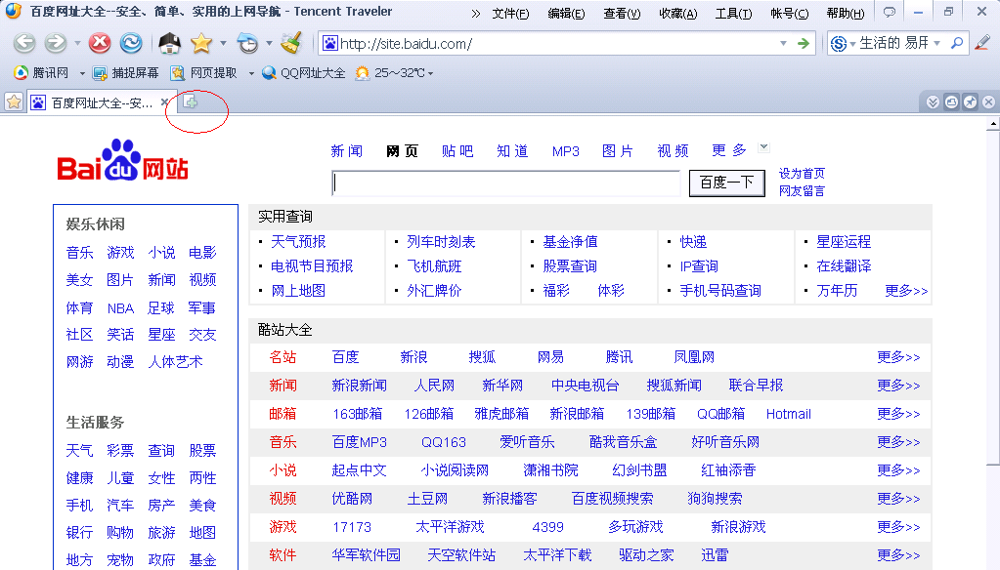 百度网址大全--安全、简单、实用的上网导航 - Tencent Traveler
文件(F) 编辑(E) 查看(V) 收藏(A) 工具(T) 帐号(C) 帮助(H)
http://site.baidu.com/ 生活的 易用
腾讯网 捕捉屏幕 网页提取 QQ网址大全 25～32℃
百度网址大全--安...
Bai du 网站
新闻 网页 贴吧 知道 MP3 图片 视频 更多
百度一下
设为首页
网友留言
娱乐休闲
音乐 游戏 小说 电影
美女 图片 新闻 视频
体育 NBA 足球 军事
社区 笑话 星座 交友
网游 动漫 人体艺术
生活服务
天气 彩票 查询 股票
健康 儿童 女性 两性
手机 汽车 房产 美食
银行 购物 旅游 地图
地方 宠物 政府 基金
实用查询
天气预报 列车时刻表 基金净值 快递 星座运程
电视节目预报 飞机航班 股票查询 IP查询 在线翻译
网上地图 外汇牌价 福彩 体彩 手机号码查询 万年历 更多>>
酷站大全
名站 百度 新浪 搜狐 网易 腾讯 凤凰网 更多>>
新闻 新浪新闻 人民网 新华网 中央电视台 搜狐新闻 联合早报 更多>>
邮箱 163邮箱 126邮箱 雅虎邮箱 新浪邮箱 139邮箱 QQ邮箱 Hotmail 更多>>
音乐 百度MP3 QQ163 爱听音乐 酷我音乐盒 好听音乐网 更多>>
小说 起点中文 小说阅读网 潇湘书院 幻剑书盟 红袖添香 更多>>
视频 优酷网 土豆网 新浪播客 百度视频搜索 狗狗搜索 更多>>
游戏 17173 太平洋游戏 4399 多玩游戏 新浪游戏 更多>>
软件 华军软件园 天空软件站 太平洋下载 驱动之家 迅雷 更多>>